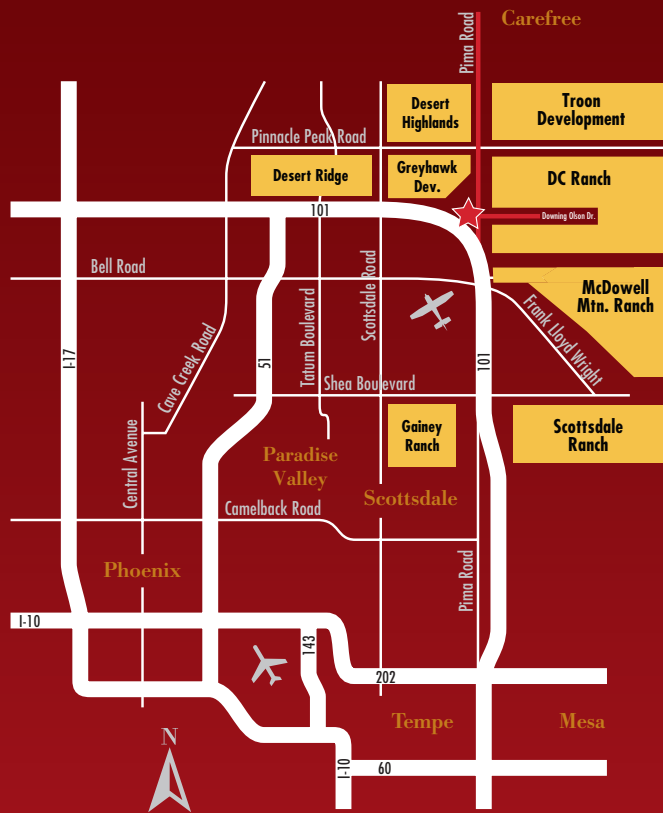 Carefree
Pima Road
Desert
Highlands
Troon
Development
Pinnacle Peak Road
Desert Ridge
Greyhawk
Dev.
DC Ranch
101
Downing Olson Dr.
Bell Road
Scottsdale Road
McDowell
Mtn. Ranch
Frank Lloyd Wright
I-17
Cave Creek Road
51
Tatum Boulevard
101
Shea Boulevard
Central Avenue
Gainey
Ranch
Scottsdale
Ranch
Paradise
Valley
Scottsdale
Camelback Road
Phoenix
Pima Road
I-10
143
202
Tempe
Mesa
N
I-10
60